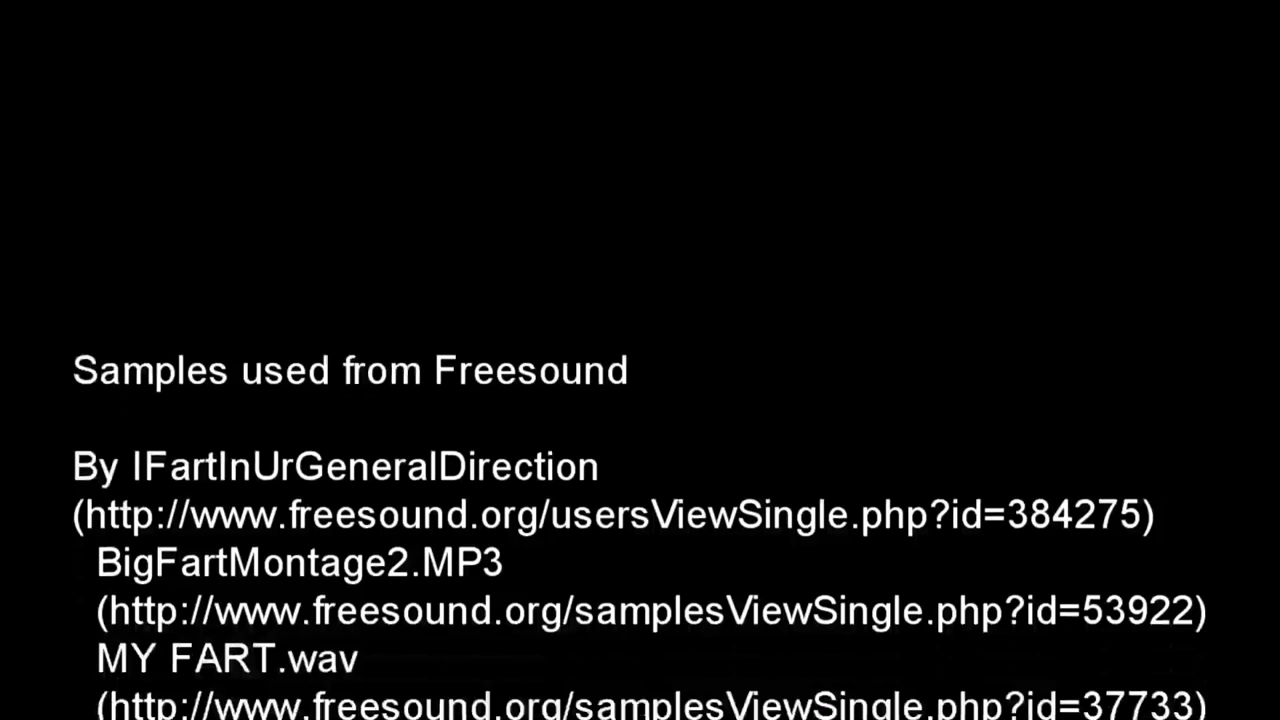 Samples used from Freesound
By IFartInUrGeneralDirection
(http://www.freesound.org/usersViewSingle.php?id=384275)
BigFartMontage2.MP3
(http://www.freesound.org/samplesViewSingle.php?id=53922)
MY FART.wav
(http://www.freesound.org/samplesViewSingle.php?id=37733)